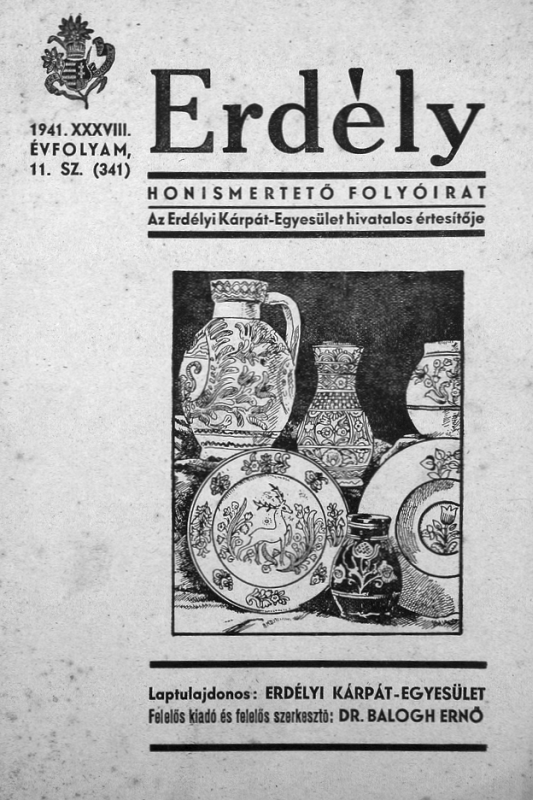 Erdély
1941. XXXVIII.
ÉVFOLYAM,
11. SZ. (341)
HONISMERTETŐ FOLYÓIRAT
Az Erdélyi Kárpát-Egyesület hivatalos értesítője
Laptulajdonos: ERDÉLYI KÁRPÁT-EGYESÜLET
Felelős kiadó és felelős szerkesztő: DR. BALOGH ERNŐ